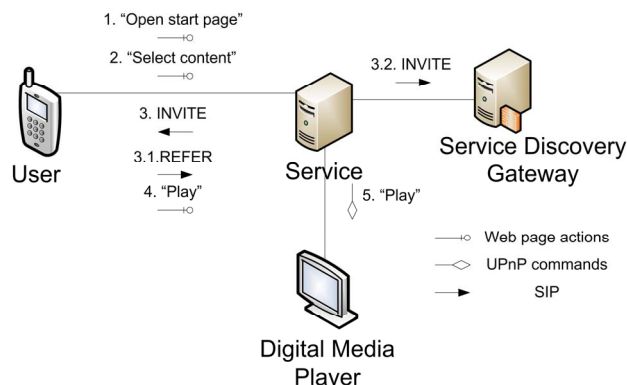 1. “Open start page”
2. “Select content”
3.2. INVITE
3. INVITE
3.1.REFER
4. “Play”
User
Service
Service Discovery
Gateway
5. “Play”
Web page actions
UPnP commands
SIP
Digital Media
Player